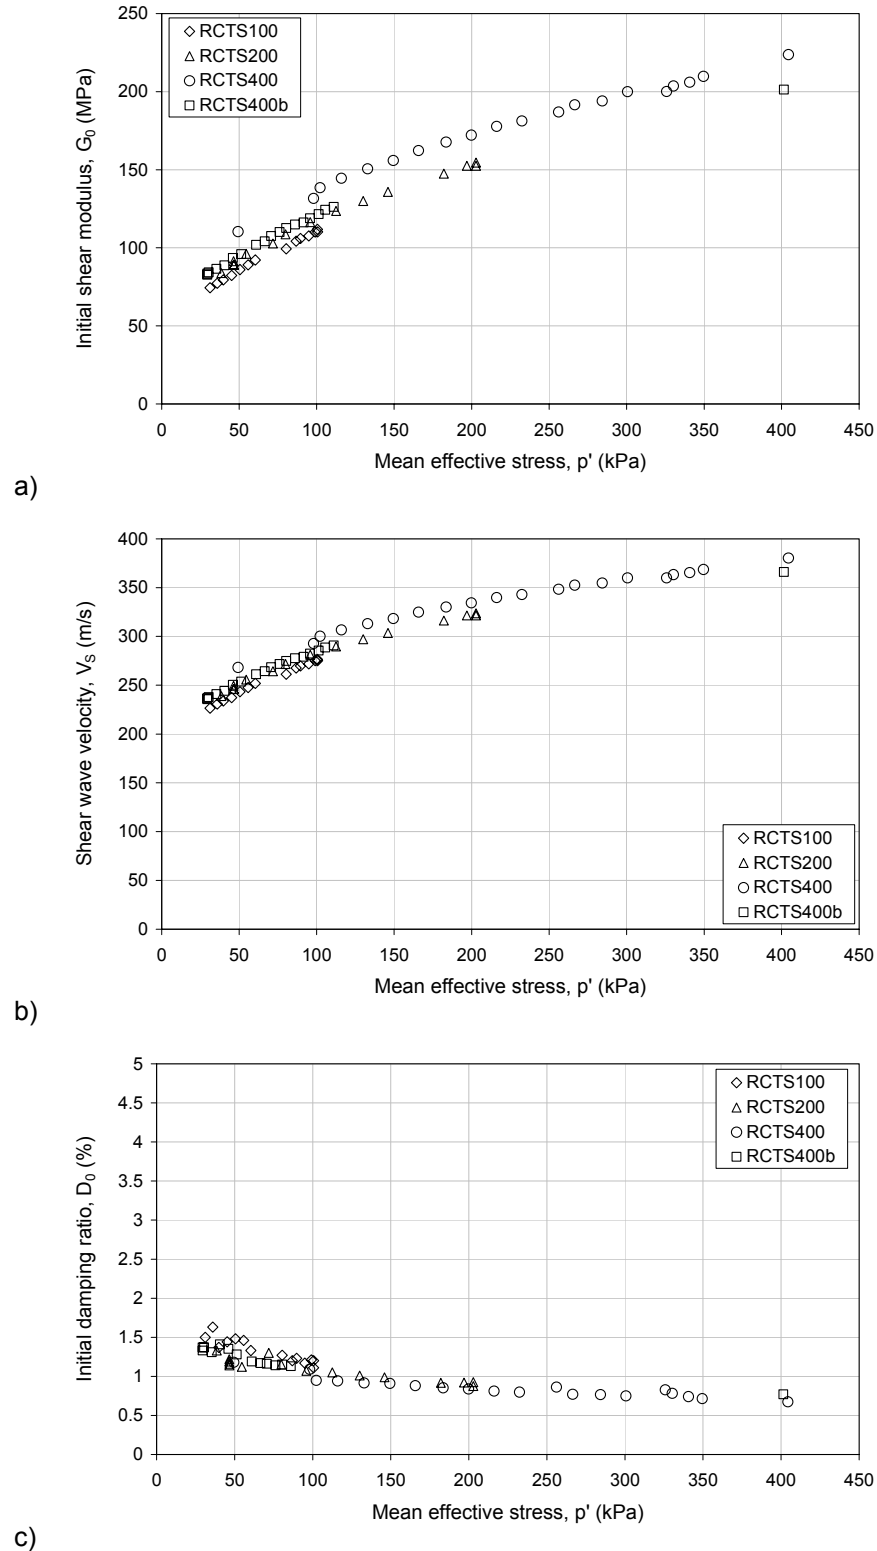 250
200
150
100
50
0
Initial shear modulus, G₀ (MPa)
RCTS100
RCTS200
RCTS400
RCTS400b
0 50 100 150 200 250 300 350 400 450
Mean effective stress, p' (kPa)
a)
400
350
300
250
200
150
100
50
0
Shear wave velocity, Vₛ (m/s)
RCTS100
RCTS200
RCTS400
RCTS400b
0 50 100 150 200 250 300 350 400 450
Mean effective stress, p' (kPa)
b)
5
4.5
4
3.5
3
2.5
2
1.5
1
0.5
0
Initial damping ratio, D₀ (%)
RCTS100
RCTS200
RCTS400
RCTS400b
0 50 100 150 200 250 300 350 400 450
Mean effective stress, p' (kPa)
c)